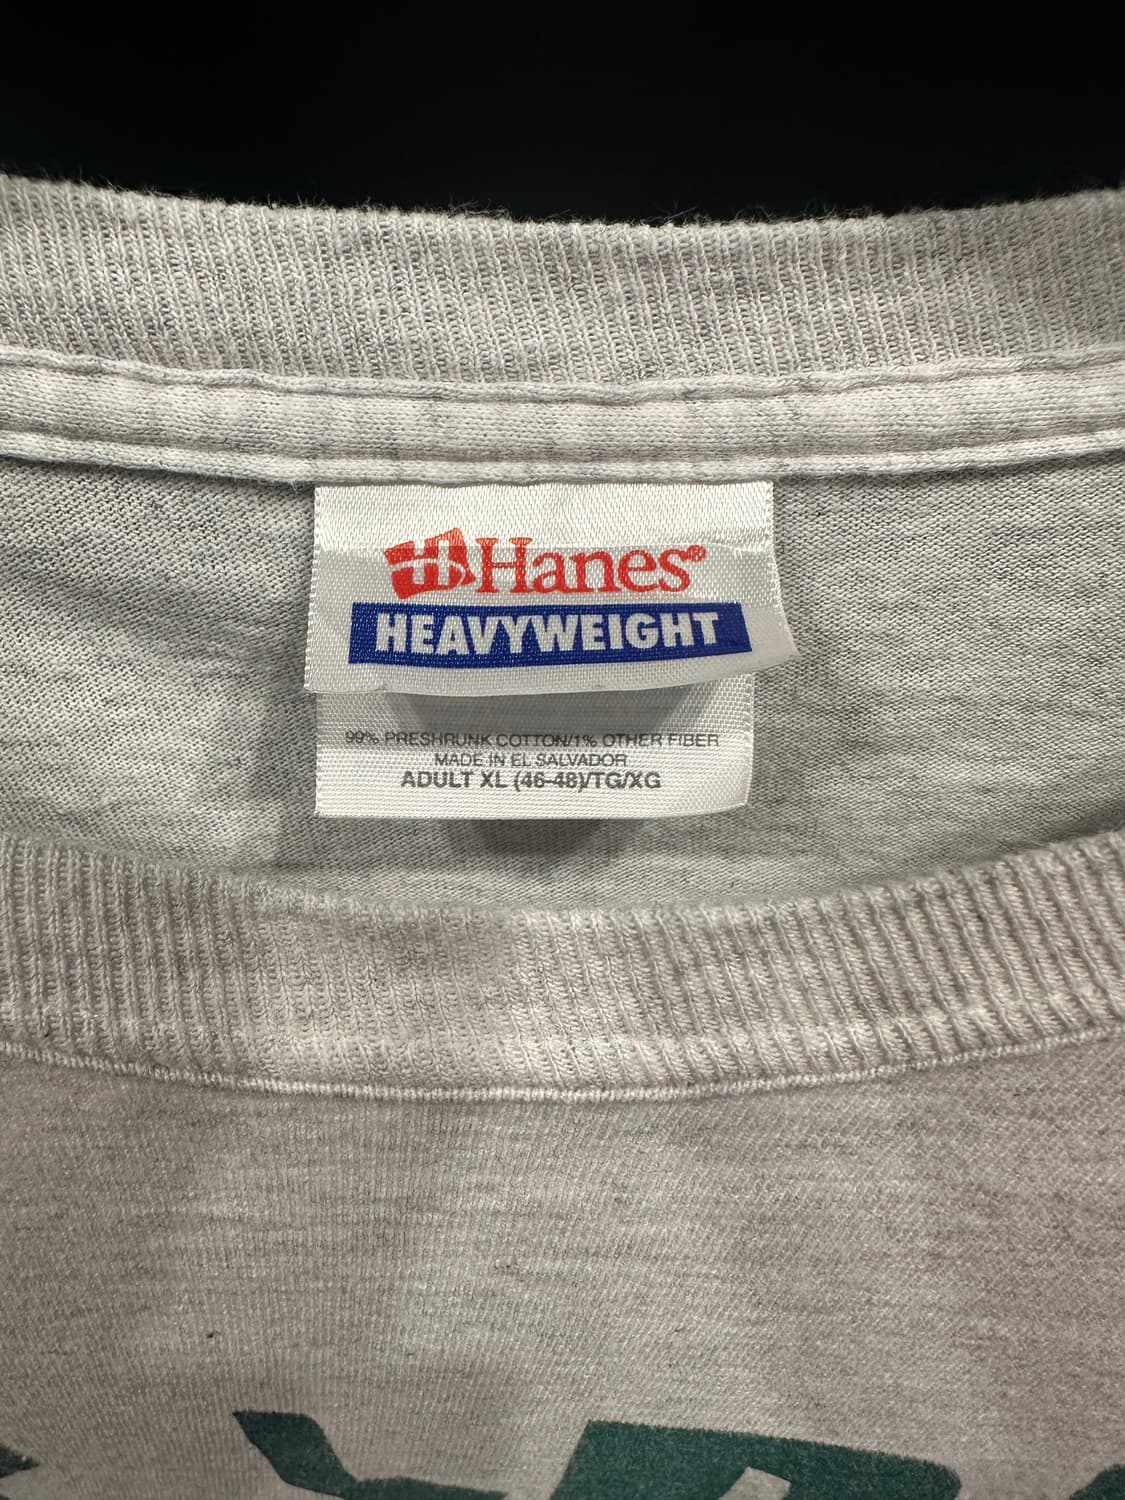 Hanes®
HEAVYWEIGHT
99% PRESHRUNK COTTON/1% OTHER FIBER
MADE IN EL SALVADOR
ADULT XL (46-48)/TG/XG